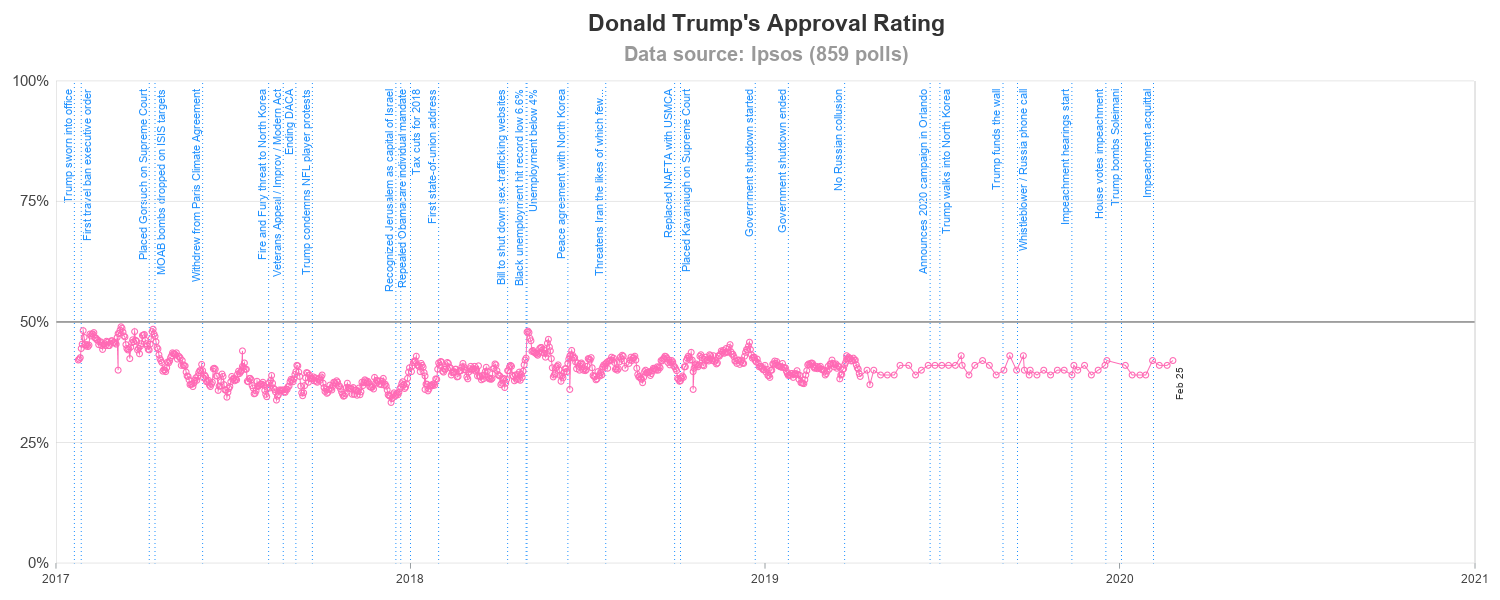 Donald Trump's Approval Rating
Data source: Ipsos (859 polls)
100%
75%
50%
25%
0%
Trump sworn into office
First travel ban executive order
Placed Gorsuch on Supreme Court
MOAB bombs dropped on ISIS targets
Withdrew from Paris Climate Agreement
Fire and Fury threat to North Korea
Veterans Appeal / Improv / Modern Act
Ending DACA
Trump condemns NFL player protests
Recognized Jerusalem as capital of Israel
Repealed Obamacare individual mandate
Tax cuts for 2018
First state-of-union address
Bill to shut down sex-trafficking websites
Black unemployment hit record low 6.6%
Unemployment below 4%
Peace agreement with North Korea
Threatens Iran the likes of which few..
Replaced NAFTA with USMCA
Placed Kavanaugh on Supreme Court
Government shutdown started
Government shutdown ended
No Russian collusion
Announces 2020 campaign in Orlando
Trump walks into North Korea
Trump funds the wall
Whistleblower / Russia phone call
Impeachment hearings start
House votes impeachment
Trump bombs Soleimani
Impeachment acquittal
Feb 25
2017
2018
2019
2020
2021